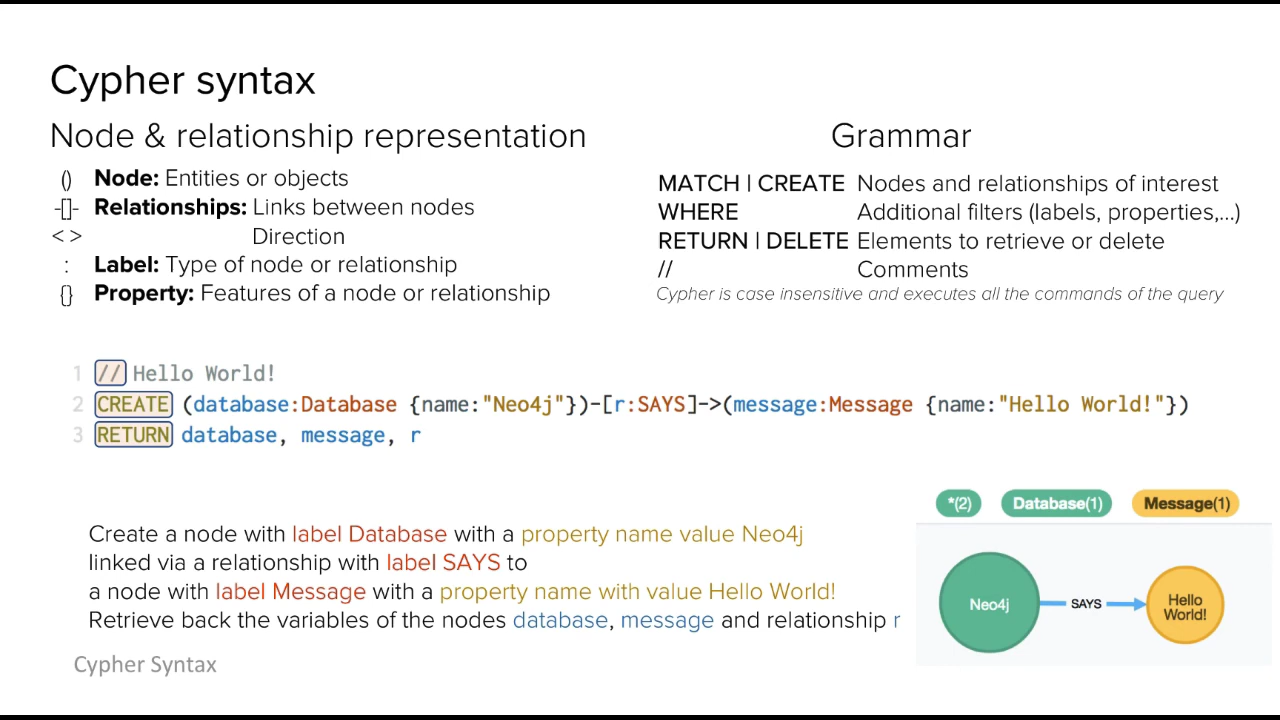 Cypher syntax
Node & relationship representation
() Node: Entities or objects
-[]- Relationships: Links between nodes
< > Direction
: Label: Type of node or relationship
{} Property: Features of a node or relationship
Grammar
MATCH | CREATE Nodes and relationships of interest
WHERE Additional filters (labels, properties,...)
RETURN | DELETE Elements to retrieve or delete
// Comments
Cypher is case insensitive and executes all the commands of the query
1 // Hello World!
2 CREATE (database:Database {name:"Neo4j"})-[r:SAYS]->(message:Message {name:"Hello World!"})
3 RETURN database, message, r
Create a node with label Database with a property name value Neo4j
linked via a relationship with label SAYS to
a node with label Message with a property name with value Hello World!
Retrieve back the variables of the nodes database, message and relationship r
*(2) Database(1) Message(1)
Neo4j SAYS Hello
World!
Cypher Syntax